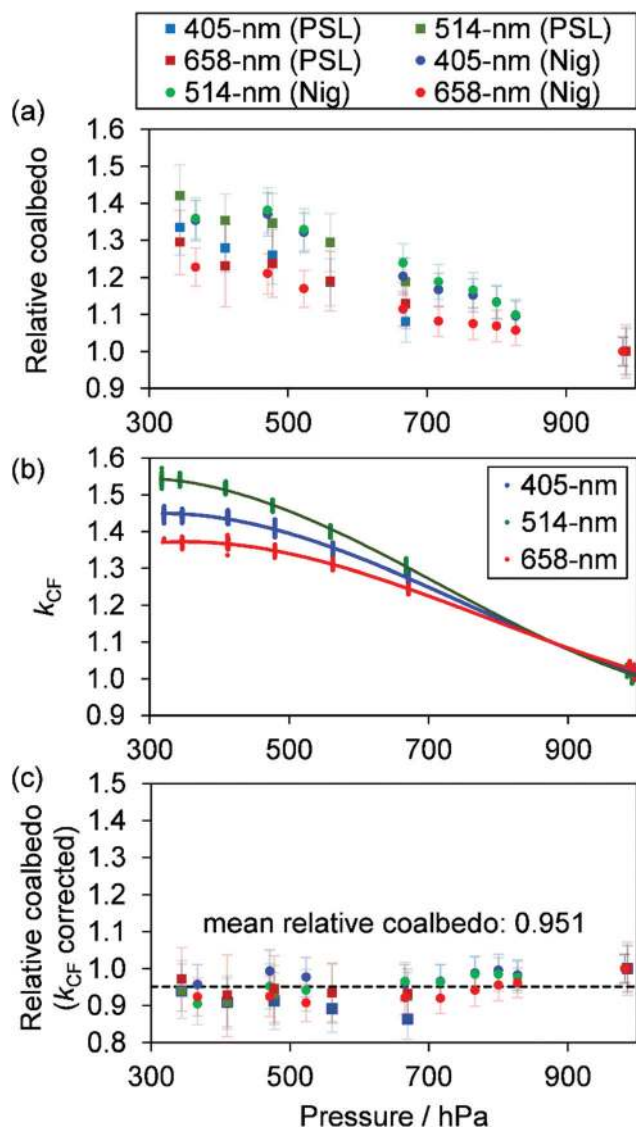 405-nm (PSL) 514-nm (PSL)
658-nm (PSL) 405-nm (Nig)
514-nm (Nig) 658-nm (Nig)
(a)
Relative coalbedo
1.6
1.5
1.4
1.3
1.2
1.1
1.0
0.9
300 500 700 900
(b)
kCF
1.6
1.5
1.4
1.3
1.2
1.1
1.0
0.9
405-nm
514-nm
658-nm
300 500 700 900
(c)
Relative coalbedo
(kCF corrected)
1.5
1.4
1.3
1.2
1.1
1.0
0.9
0.8
mean relative coalbedo: 0.951
300 500 700 900
Pressure / hPa